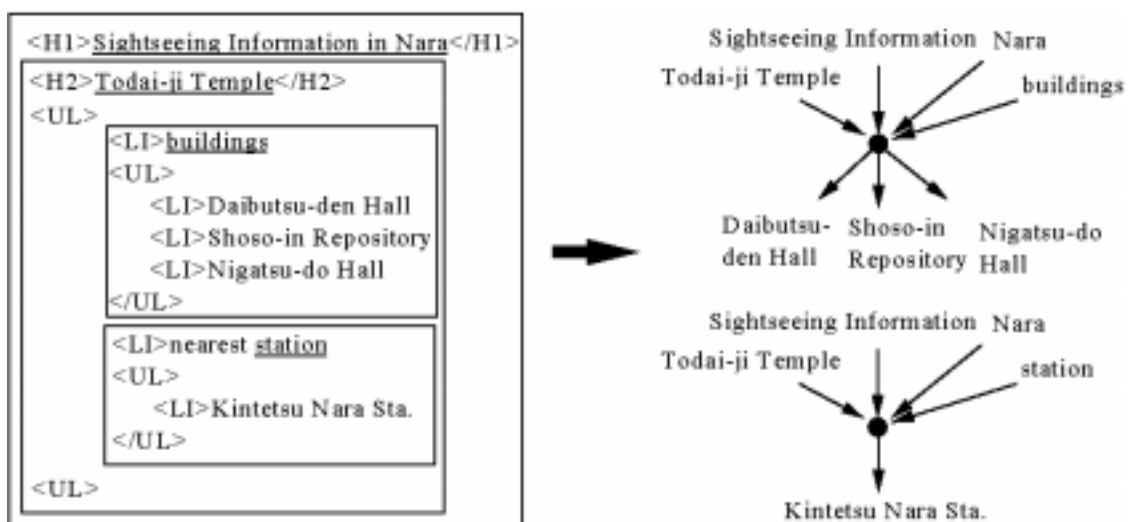 <H1>Sightseeing Information in Nara</H1>
<H2>Todai-ji Temple</H2>
<UL>
<LI>buildings
<UL>
<LI>Daibutsu-den Hall
<LI>Shoso-in Repository
<LI>Nigatsu-do Hall
</UL>
<LI>nearest station
<UL>
<LI>Kintetsu Nara Sta.
</UL>
<UL>
Sightseeing Information Nara
Todai-ji Temple buildings
Daibutsu- Shoso-in Nigatsu-do
den Hall Repository Hall
Sightseeing Information Nara
Todai-ji Temple station
Kintetsu Nara Sta.